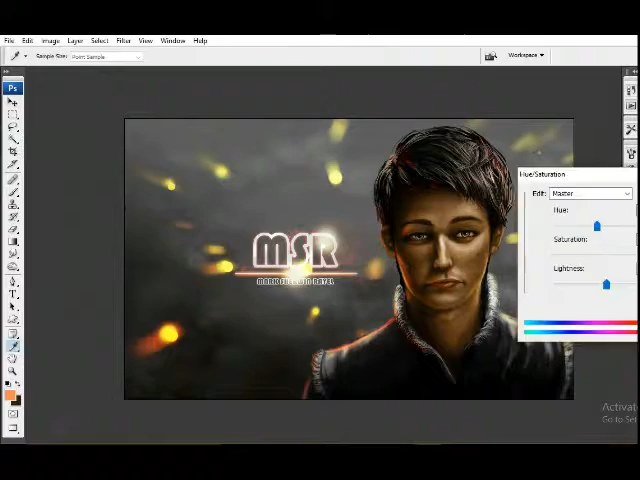 File Edit Image Layer Select Filter View Window Help
Sample Size: Point Sample
Workspace
Ps
Hue/Saturation
Edit: Master
Hue:
Saturation:
Lightness:
MSR
Activat
Go to Set